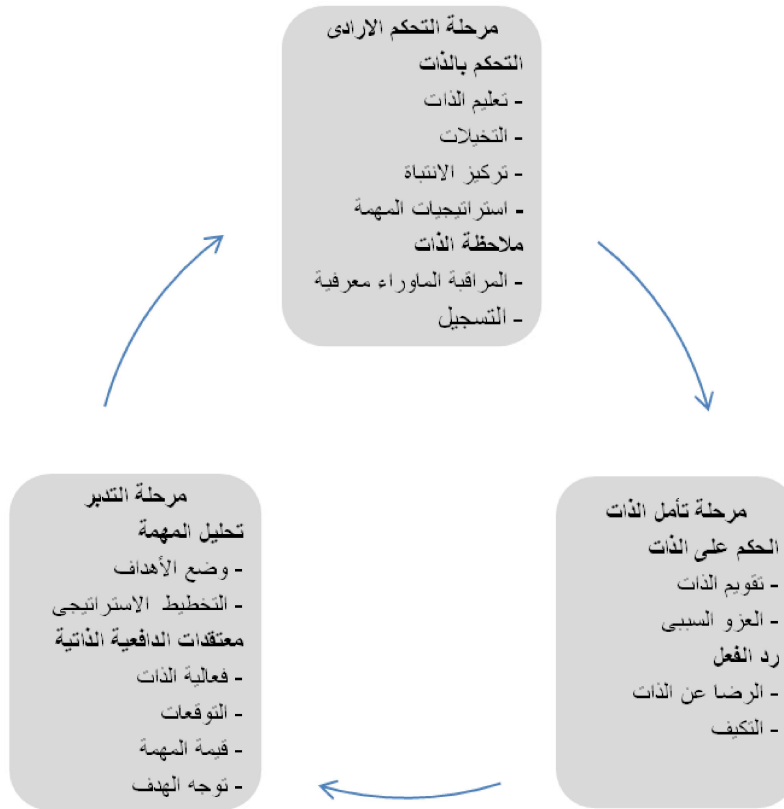 مرحلة التحكم الارادى
التحكم بالذات
- تعليم الذات
- التخيلات
- تركيز الانتباة
- استراتيجيات المهمة
ملاحظة الذات
- المراقبة الماوراء معرفية
- التسجيل
مرحلة تأمل الذات
الحكم على الذات
- تقويم الذات
- العزو السببى
رد الفعل
- الرضا عن الذات
- التكيف
مرحلة التدبر
تحليل المهمة
- وضع الأهداف
- التخطيط الاستراتيجى
معتقدات الدافعية الذاتية
- فعالية الذات
- التوقعات
- قيمة المهمة
- توجه الهدف